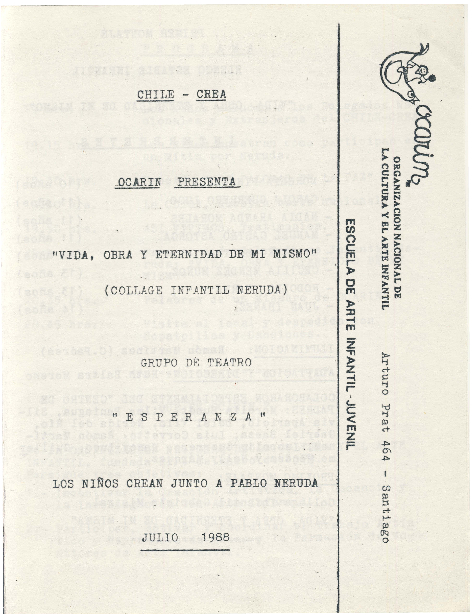 CHILE - CREA
OCARIN PRESENTA
"VIDA, OBRA Y ETERNIDAD DE MI MISMO"
(COLLAGE INFANTIL NERUDA)
GRUPO DE TEATRO
"ESPERANZA"
LOS NIÑOS CREAN JUNTO A PABLO NERUDA
JULIO 1988
ocarin
ORGANIZACION NACIONAL DE
LA CULTURA Y EL ARTE INFANTIL
Arturo Prat 464 - Santiago
ESCUELA DE ARTE INFANTIL - JUVENIL